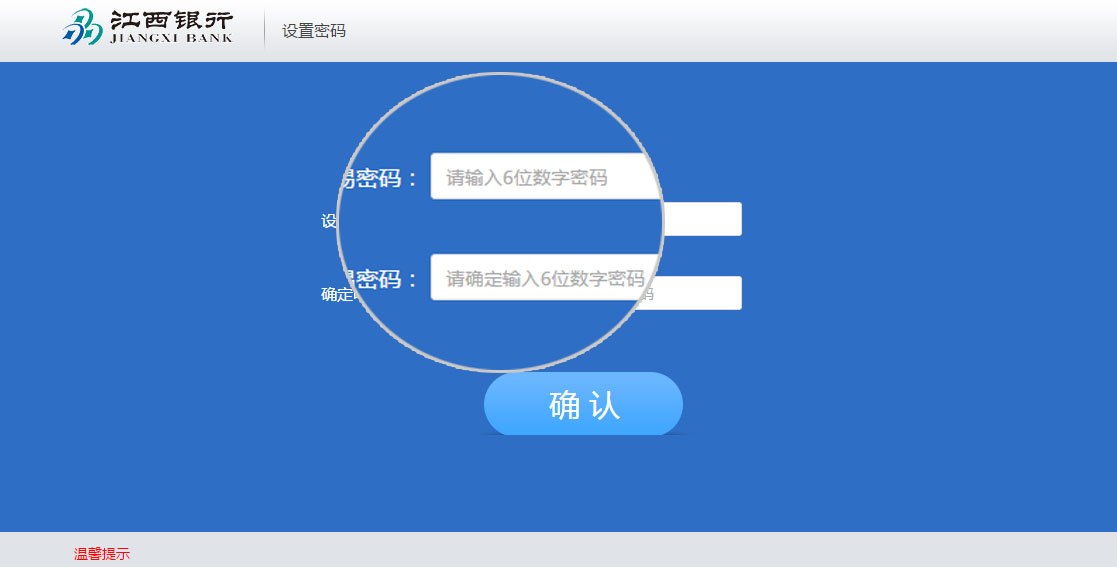 江西银行
JIANGXI BANK
设置密码
易密码：
请输入6位数字密码
设
易密码：
请确定输入6位数字密码
确定
码
确 认
温馨提示